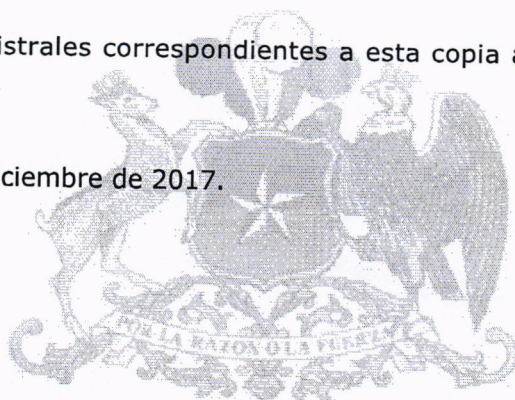 istrales correspondientes a esta copia a
ciembre de 2017.
POR LA RAZON O LA FUERZA